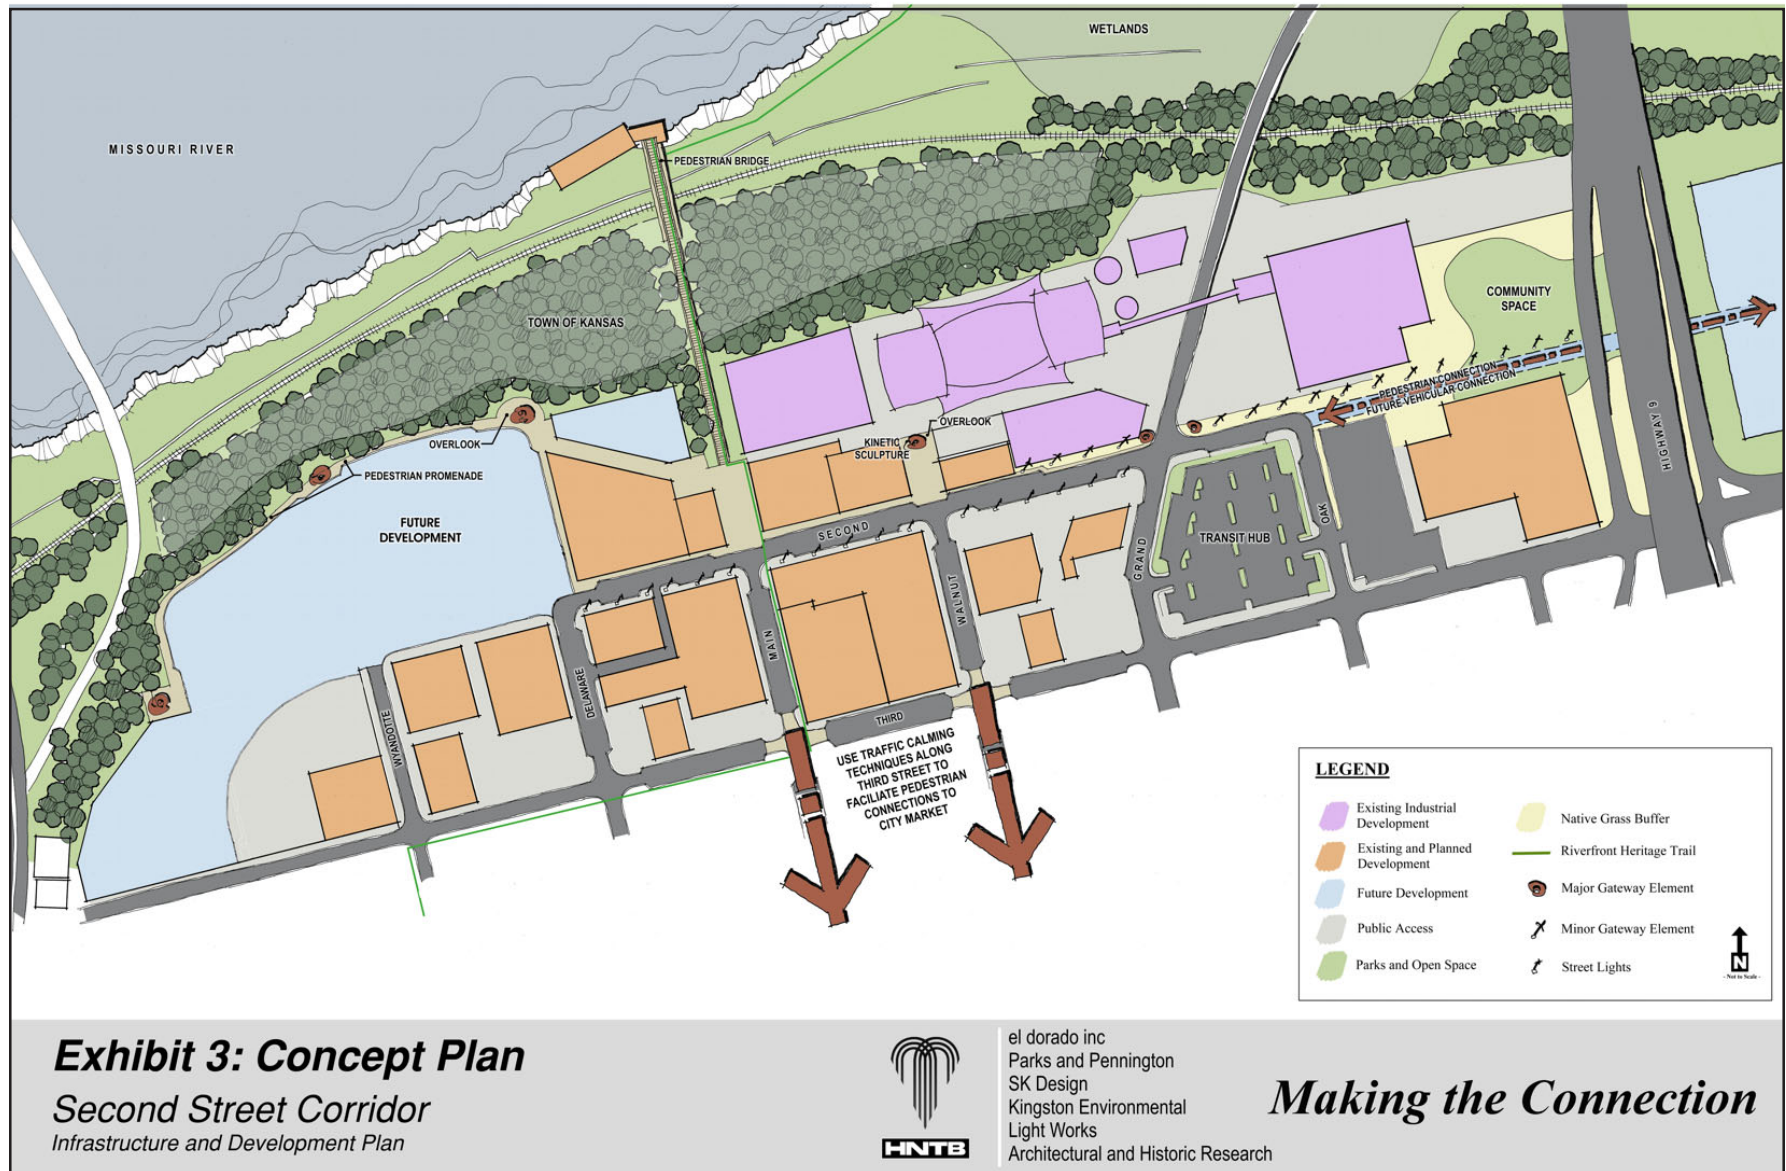 WETLANDS
MISSOURI RIVER
PEDESTRIAN BRIDGE
TOWN OF KANSAS
COMMUNITY
SPACE
PEDESTRIAN CONNECTION
FUTURE VEHICULAR CONNECTION
HIGHWAY 9
OVERLOOK
OVERLOOK
KINETIC
SCULPTURE
PEDESTRIAN PROMENADE
FUTURE
DEVELOPMENT
SECOND
TRANSIT HUB
OAK
GRAND
WALNUT
MAIN
DELAWARE
WYANDOTTE
THIRD
USE TRAFFIC CALMING
TECHNIQUES ALONG
THIRD STREET TO
FACILIATE PEDESTRIAN
CONNECTIONS TO
CITY MARKET
LEGEND
Existing Industrial
Development
Existing and Planned
Development
Future Development
Public Access
Parks and Open Space
Native Grass Buffer
Riverfront Heritage Trail
Major Gateway Element
Minor Gateway Element
Street Lights
N
- Not to Scale -
Exhibit 3: Concept Plan
Second Street Corridor
Infrastructure and Development Plan
HNTB
el dorado inc
Parks and Pennington
SK Design
Kingston Environmental
Light Works
Architectural and Historic Research
Making the Connection